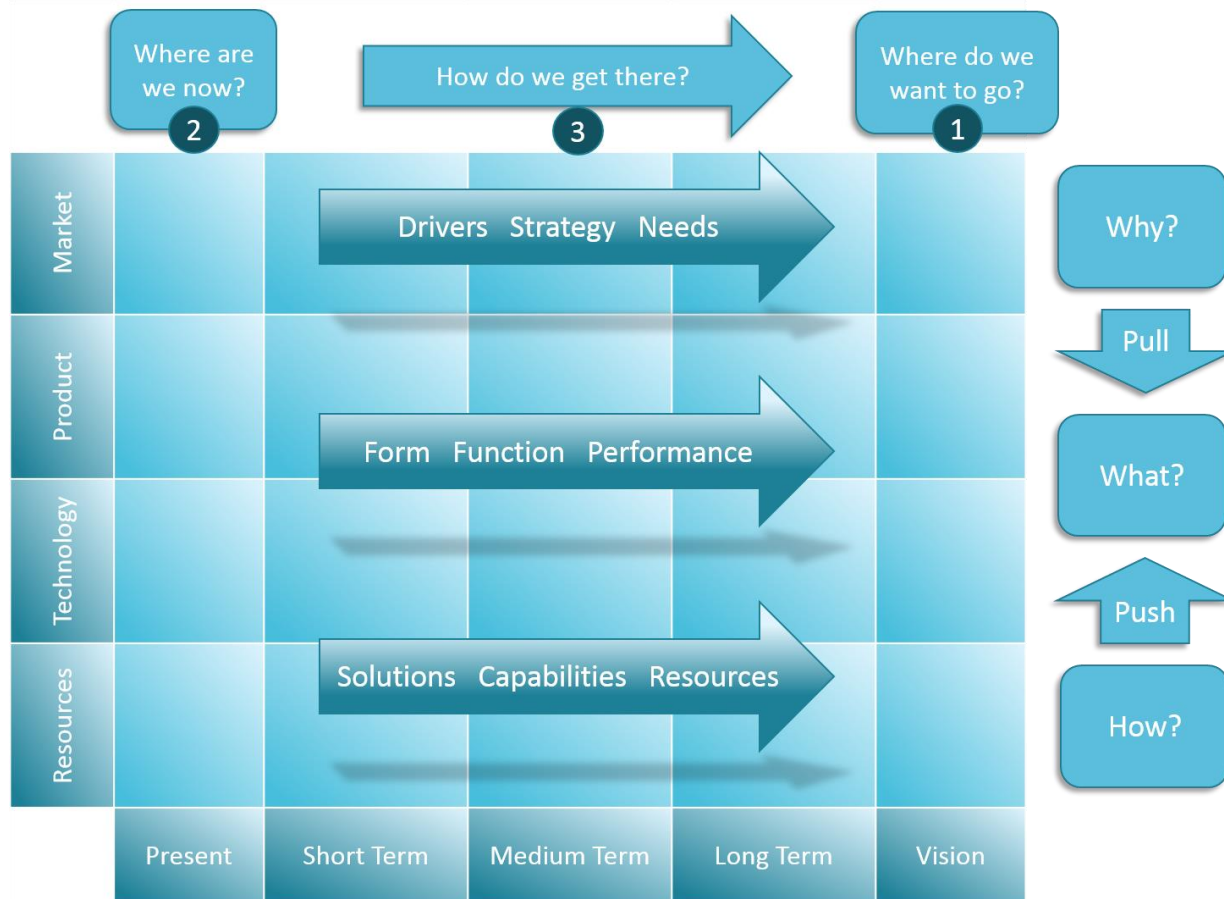 Where are
we now?
2
How do we get there?
3
Where do we
want to go?
1
Market
Drivers Strategy Needs
Why?
Pull
Product
Form Function Performance
What?
Technology
Push
Resources
Solutions Capabilities Resources
How?
Present
Short Term
Medium Term
Long Term
Vision